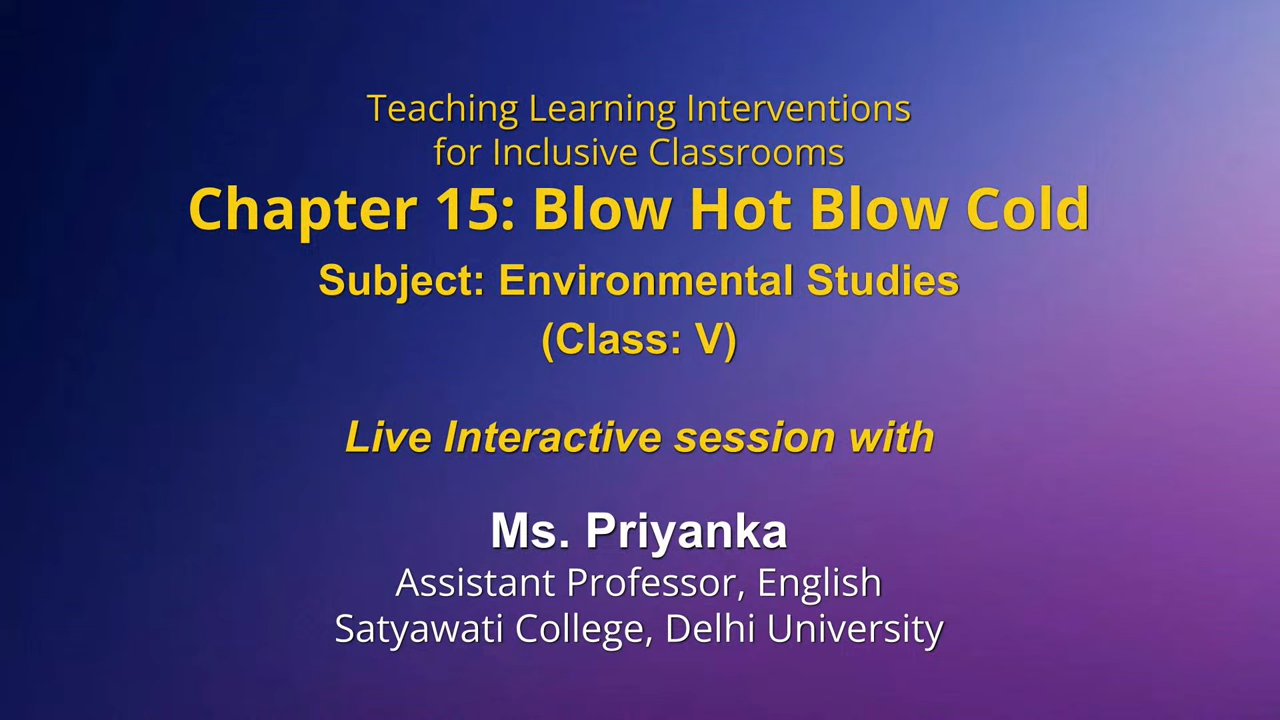 Teaching Learning Interventions
for Inclusive Classrooms
Chapter 15: Blow Hot Blow Cold
Subject: Environmental Studies
(Class: V)
Live Interactive session with
Ms. Priyanka
Assistant Professor, English
Satyawati College, Delhi University